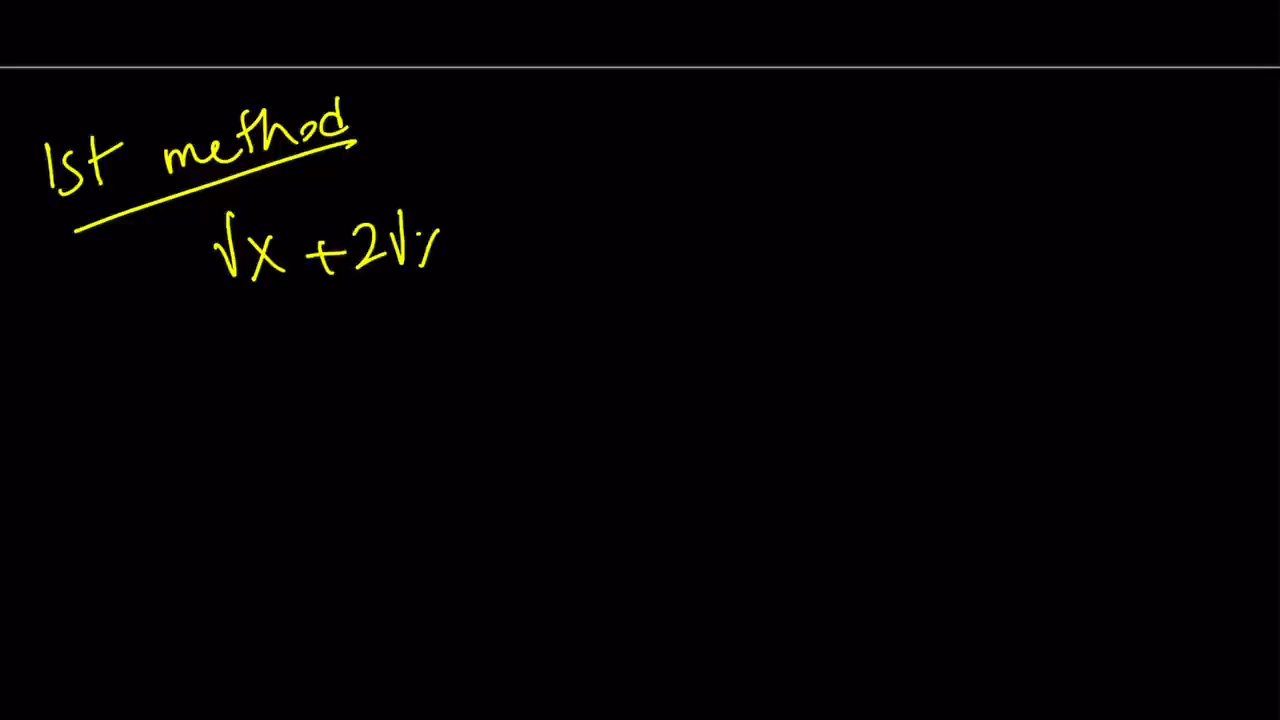 1st method
√x + 2√